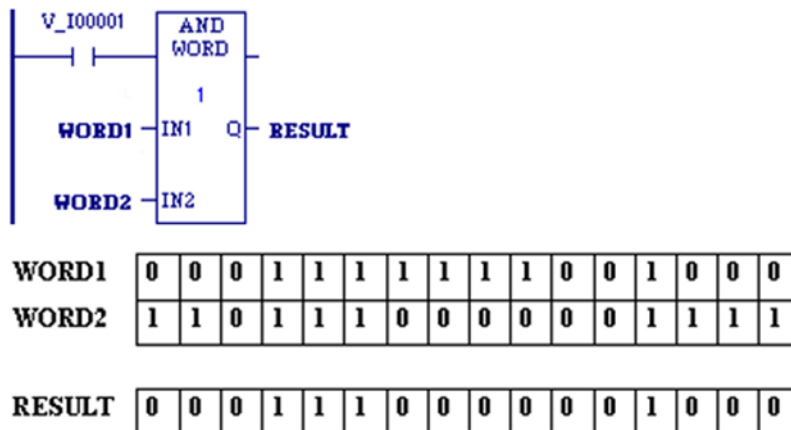 V_I00001
AND
WORD
1
WORD1 IN1 Q RESULT
WORD2 IN2
WORD1 0 0 0 1 1 1 1 1 1 1 0 0 1 0 0 0
WORD2 1 1 0 1 1 1 0 0 0 0 0 0 1 1 1 1
RESULT 0 0 0 1 1 1 0 0 0 0 0 0 1 0 0 0